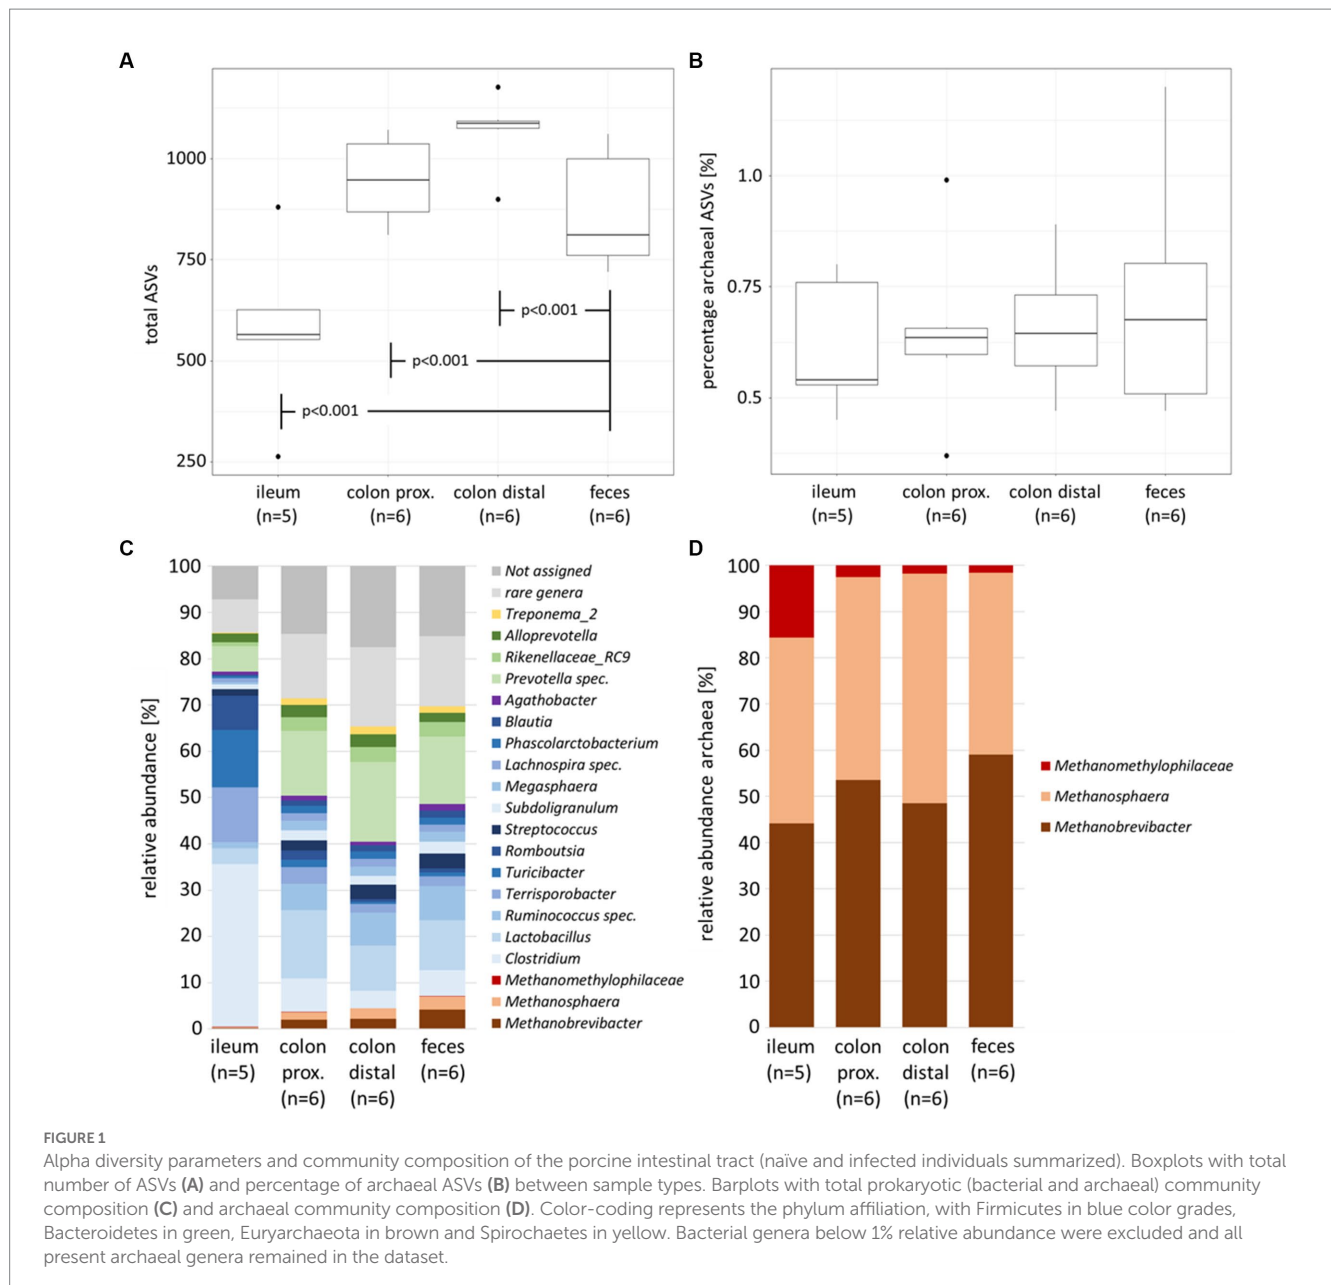 A
total ASVs
1000
750
500
250
p<0.001
p<0.001
p<0.001
ileum
(n=5)
colon prox.
(n=6)
colon distal
(n=6)
feces
(n=6)
B
percentage archaeal ASVs [%]
1.0
0.75
0.5
ileum
(n=5)
colon prox.
(n=6)
colon distal
(n=6)
feces
(n=6)
C
relative abundance [%]
100
90
80
70
60
50
40
30
20
10
0
ileum
(n=5)
colon
prox.
(n=6)
colon
distal
(n=6)
feces
(n=6)
Not assigned
rare genera
Treponema_2
Alloprevotella
Rikenellaceae_RC9
Prevotella spec.
Agathobacter
Blautia
Phascolarctobacterium
Lachnospira spec.
Megasphaera
Subdoligranulum
Streptococcus
Romboutsia
Turicibacter
Terrisporobacter
Ruminococcus spec.
Lactobacillus
Clostridium
Methanomethylophilaceae
Methanosphaera
Methanobrevibacter
D
relative abundance archaea [%]
100
90
80
70
60
50
40
30
20
10
0
ileum
(n=5)
colon
prox.
(n=6)
colon
distal
(n=6)
feces
(n=6)
Methanomethylophilaceae
Methanosphaera
Methanobrevibacter
FIGURE 1
Alpha diversity parameters and community composition of the porcine intestinal tract (naïve and infected individuals summarized). Boxplots with total
number of ASVs (A) and percentage of archaeal ASVs (B) between sample types. Barplots with total prokaryotic (bacterial and archaeal) community
composition (C) and archaeal community composition (D). Color-coding represents the phylum affiliation, with Firmicutes in blue color grades,
Bacteroidetes in green, Euryarchaeota in brown and Spirochaetes in yellow. Bacterial genera below 1% relative abundance were excluded and all
present archaeal genera remained in the dataset.